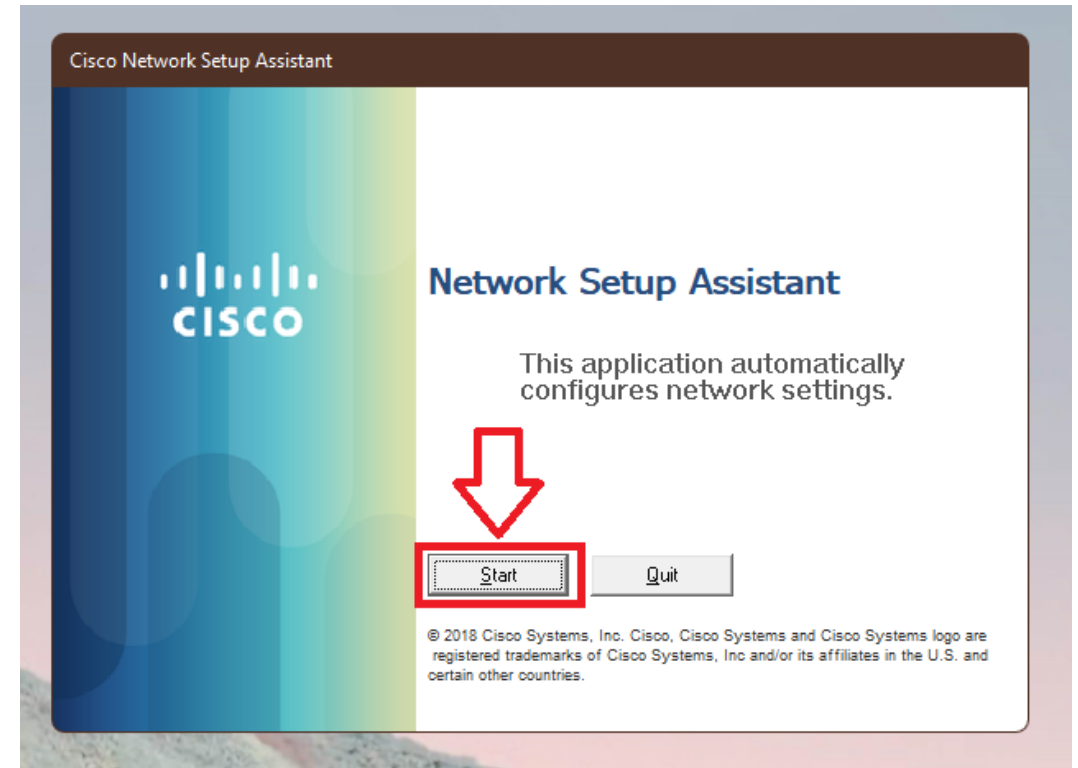 Cisco Network Setup Assistant
CISCO
Network Setup Assistant
This application automatically
configures network settings.
Start
Quit
© 2018 Cisco Systems, Inc. Cisco, Cisco Systems and Cisco Systems logo are
registered trademarks of Cisco Systems, Inc and/or its affiliates in the U.S. and
certain other countries.